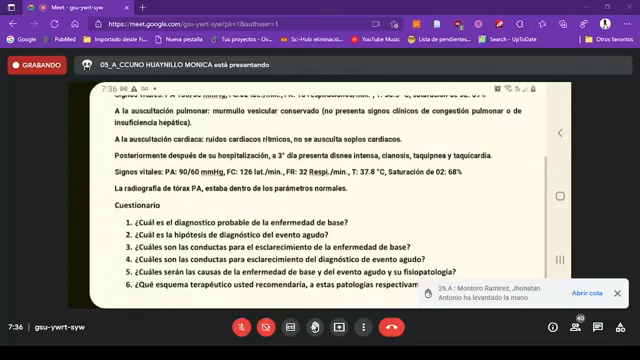 Meet - gsu-ywrt-syw
https://meet.google.com/gsu-ywrt-syw?pli=1&authuser=1
Gmail
PubMed
Importado desde Fi...
Nueva pestaña
Tus proyectos - Ov...
Sci-Hub: eliminació...
YouTube Music
Lista de pendientes...
Search - UpToDate
Otros favoritos
GRABANDO
05_A_CCUNO HUAYNILLO MONICA está presentando
7:36
A la auscultación pulmonar: murmullo vesicular conservado (no presenta signos clínicos de congestión pulmonar o de
insuficiencia hepática).
A la auscultación cardiaca: ruidos cardiacos rítmicos, no se ausculta soplos cardiacos.
Posteriormente después de su hospitalización, a 3° día presenta disnea intensa, cianosis, taquipnea y taquicardia.
Signos vitales: PA: 90/60 mmHg, FC: 126 lat./min., FR: 32 Respi./min., T: 37.8 °C, Saturación de 02: 68%
La radiografía de tórax PA, estaba dentro de los parámetros normales.
Cuestionario
1. ¿Cuál es el diagnostico probable de la enfermedad de base?
2. ¿Cuál es la hipótesis de diagnóstico del evento agudo?
3. ¿Cuáles son las conductas para el esclarecimiento de la enfermedad de base?
4. ¿Cuáles son las conductas para esclarecimiento del diagnóstico de evento agudo?
5. ¿Cuáles serán las causas de la enfermedad de base y del evento agudo y su fisiopatología?
6. ¿Qué esquema terapéutico usted recomendaría, a estas patologías respectivam
26.A : Montoro Ramírez, Jhonatan
Antonio ha levantado la mano
Abrir cola
7:36
gsu-ywrt-syw
40